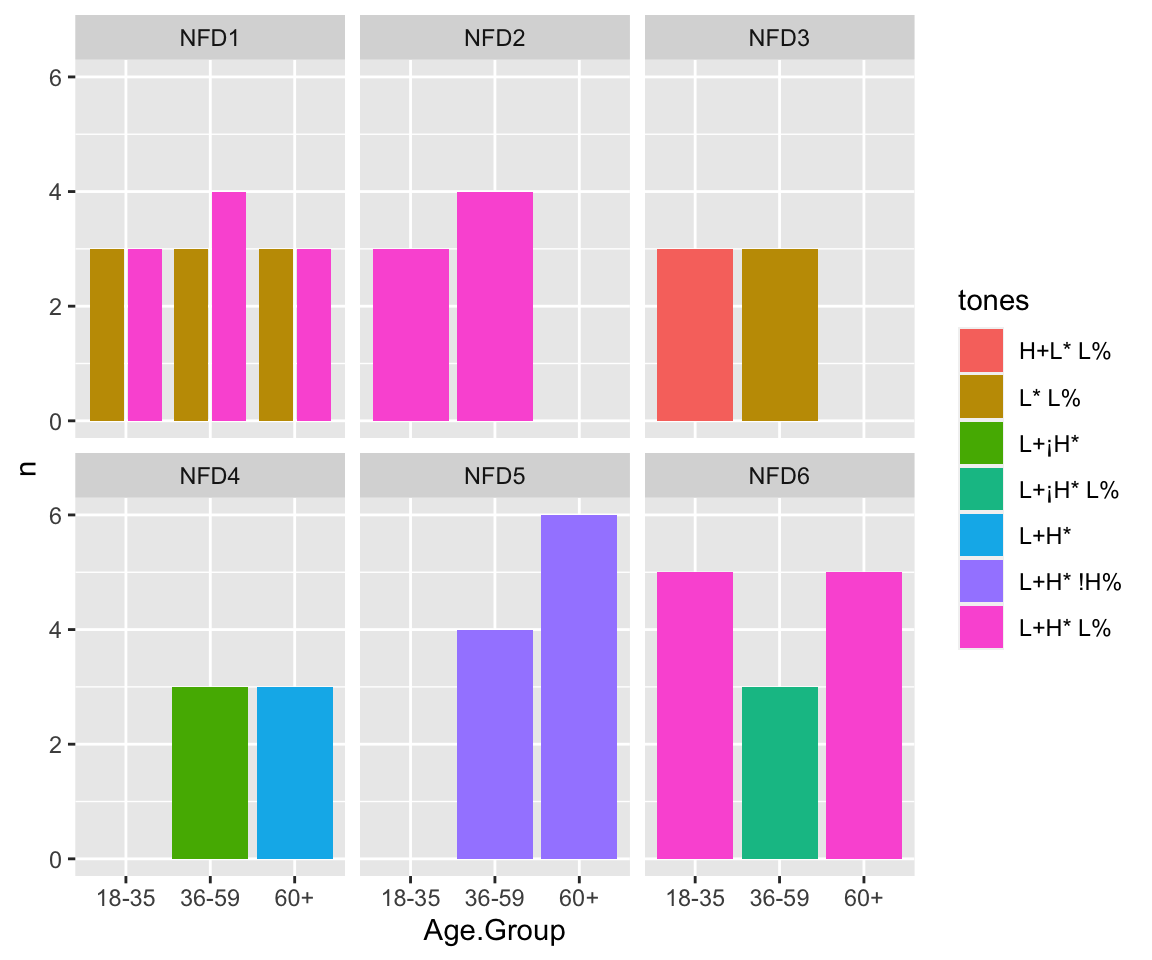 NFD1 NFD2 NFD3
6
4
2
0
n
NFD4 NFD5 NFD6
6
4
2
0
18-35 36-59 60+ 18-35 36-59 60+ 18-35 36-59 60+
Age.Group
tones
H+L* L%
L* L%
L+¡H*
L+¡H* L%
L+H*
L+H* !H%
L+H* L%